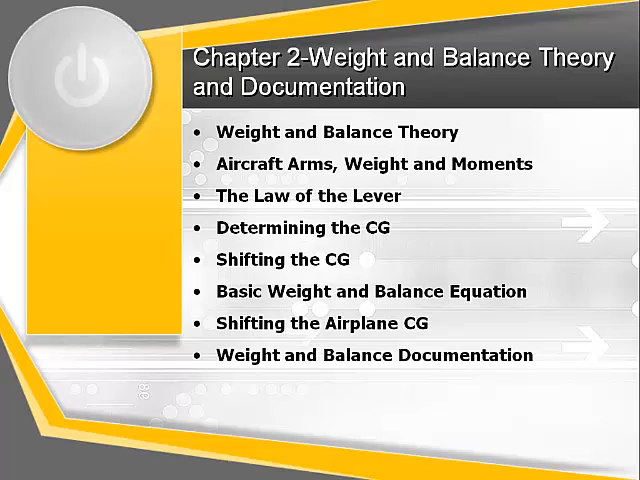 Chapter 2-Weight and Balance Theory
and Documentation
• Weight and Balance Theory
• Aircraft Arms, Weight and Moments
• The Law of the Lever
• Determining the CG
• Shifting the CG
• Basic Weight and Balance Equation
• Shifting the Airplane CG
• Weight and Balance Documentation